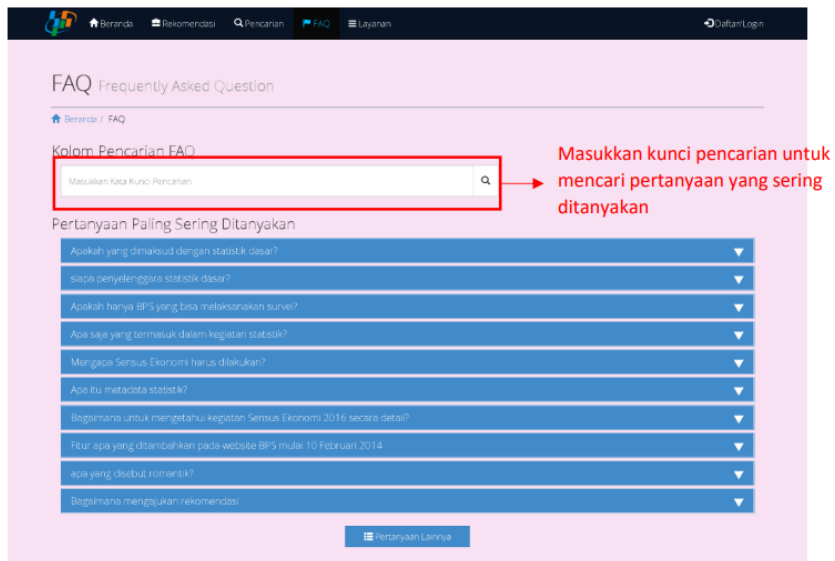 Beranda Rekomendasi Pencarian FAQ Layanan Daftar/Login
FAQ Frequently Asked Question
Beranda / FAQ
Kolom Pencarian FAQ
Masukkan Kata Kunci Pencarian
Masukkan kunci pencarian untuk
mencari pertanyaan yang sering
ditanyakan
Pertanyaan Paling Sering Ditanyakan
Apakah yang dimaksud dengan statistik dasar?
siapa penyelenggara statistik dasar?
Apakah hanya BPS yang bisa melaksanakan survei?
Apa saja yang termasuk dalam kegiatan statistik?
Mengapa Sensus Ekonomi harus dilakukan?
Apa itu metadata statistik?
Bagaimana untuk mengetahui kegiatan Sensus Ekonomi 2016 secara detail?
Fitur apa yang ditambahkan pada website BPS mulai 10 Februari 2014
apa yang disebut romantik?
Bagaimana mengajukan rekomendasi
Pertanyaan Lainnya